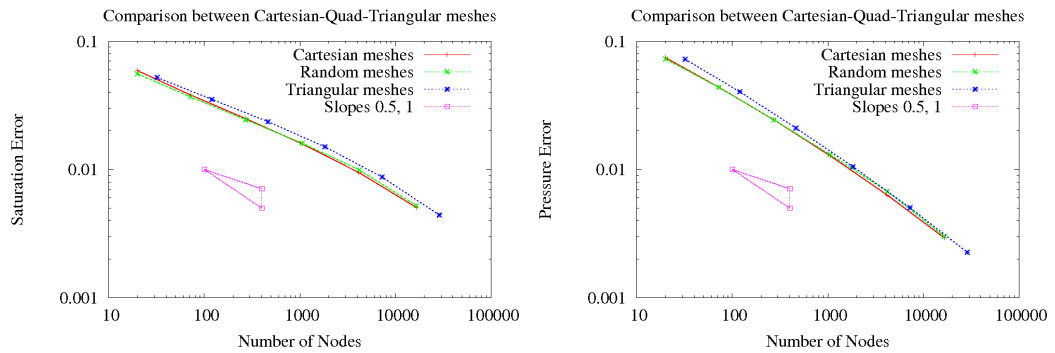 Comparison between Cartesian-Quad-Triangular meshes
0.1
0.01
0.001
Saturation Error
Cartesian meshes
Random meshes
Triangular meshes
Slopes 0.5, 1
10 100 1000 10000 100000
Number of Nodes
Comparison between Cartesian-Quad-Triangular meshes
0.1
0.01
0.001
Pressure Error
Cartesian meshes
Random meshes
Triangular meshes
Slopes 0.5, 1
10 100 1000 10000 100000
Number of Nodes